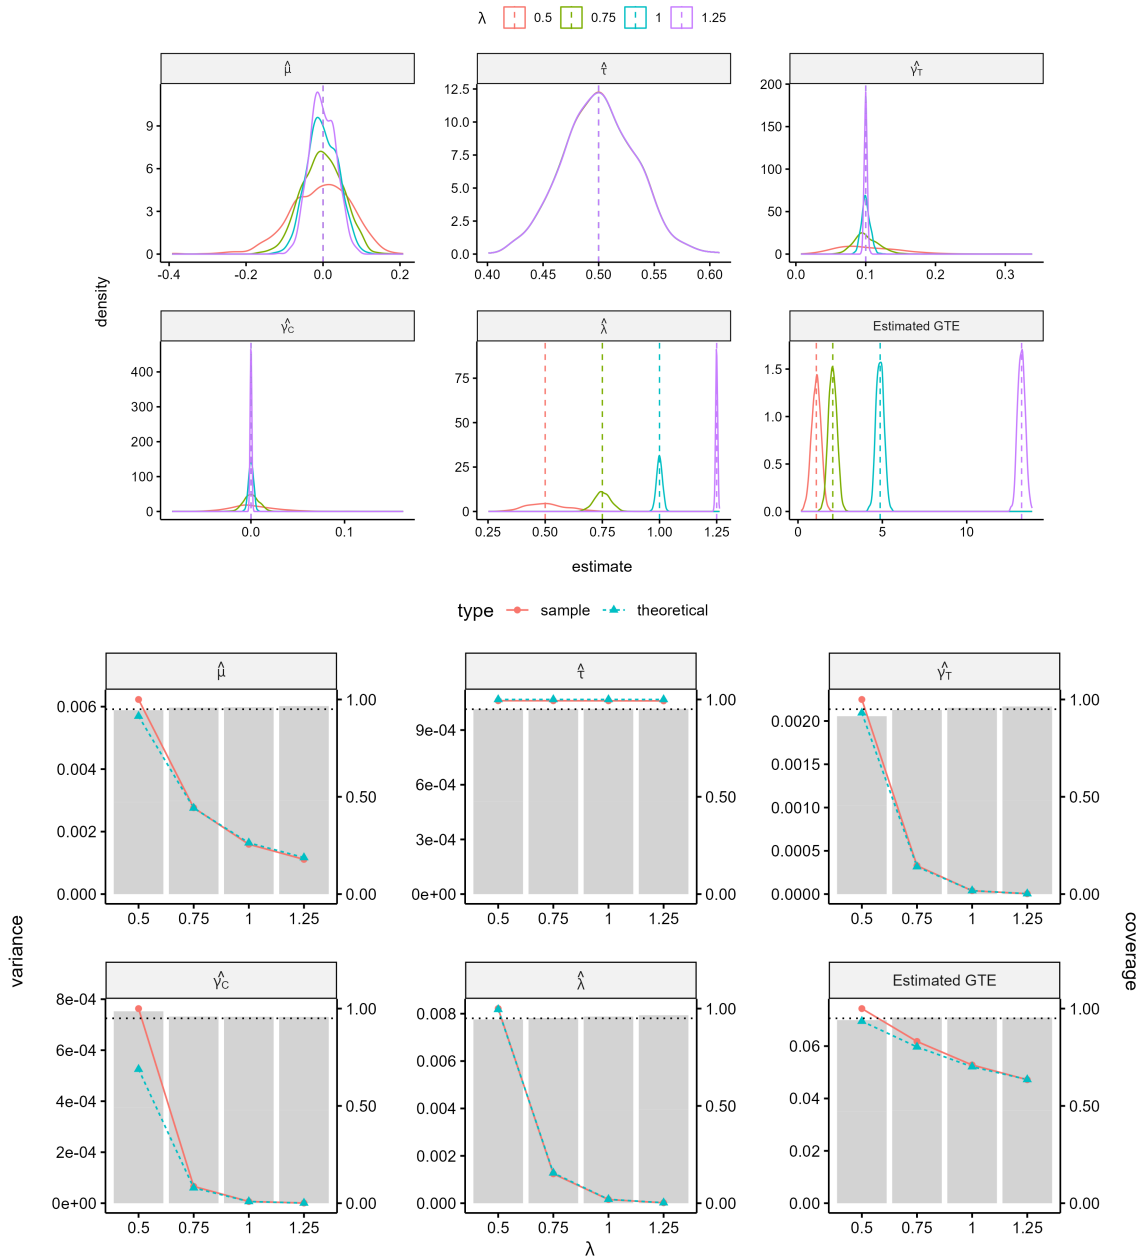 λ 0.5 0.75 1 1.25
μ̂ τ̂ γ̂T
9 6 3 0
12.5 10.0 7.5 5.0 2.5 0.0
200 150 100 50 0
-0.4 -0.2 0.0 0.2
0.40 0.45 0.50 0.55 0.60
0.0 0.1 0.2 0.3
density
γ̂C λ̂ Estimated GTE
400 300 200 100 0
75 50 25 0
1.5 1.0 0.5 0.0
0.0 0.1
0.25 0.50 0.75 1.00 1.25
0 5 10
estimate
type sample theoretical
μ̂ τ̂ γ̂T
0.006 0.004 0.002 0.000
1.00 0.50 0.00
9e-04 6e-04 3e-04 0e+00
1.00 0.50 0.00
0.0020 0.0015 0.0010 0.0005 0.0000
1.00 0.50 0.00
0.5 0.75 1 1.25
0.5 0.75 1 1.25
0.5 0.75 1 1.25
variance
coverage
γ̂C λ̂ Estimated GTE
8e-04 6e-04 4e-04 2e-04 0e+00
1.00 0.50 0.00
0.008 0.006 0.004 0.002 0.000
1.00 0.50 0.00
0.06 0.04 0.02 0.00
1.00 0.50 0.00
0.5 0.75 1 1.25
0.5 0.75 1 1.25
0.5 0.75 1 1.25
λ